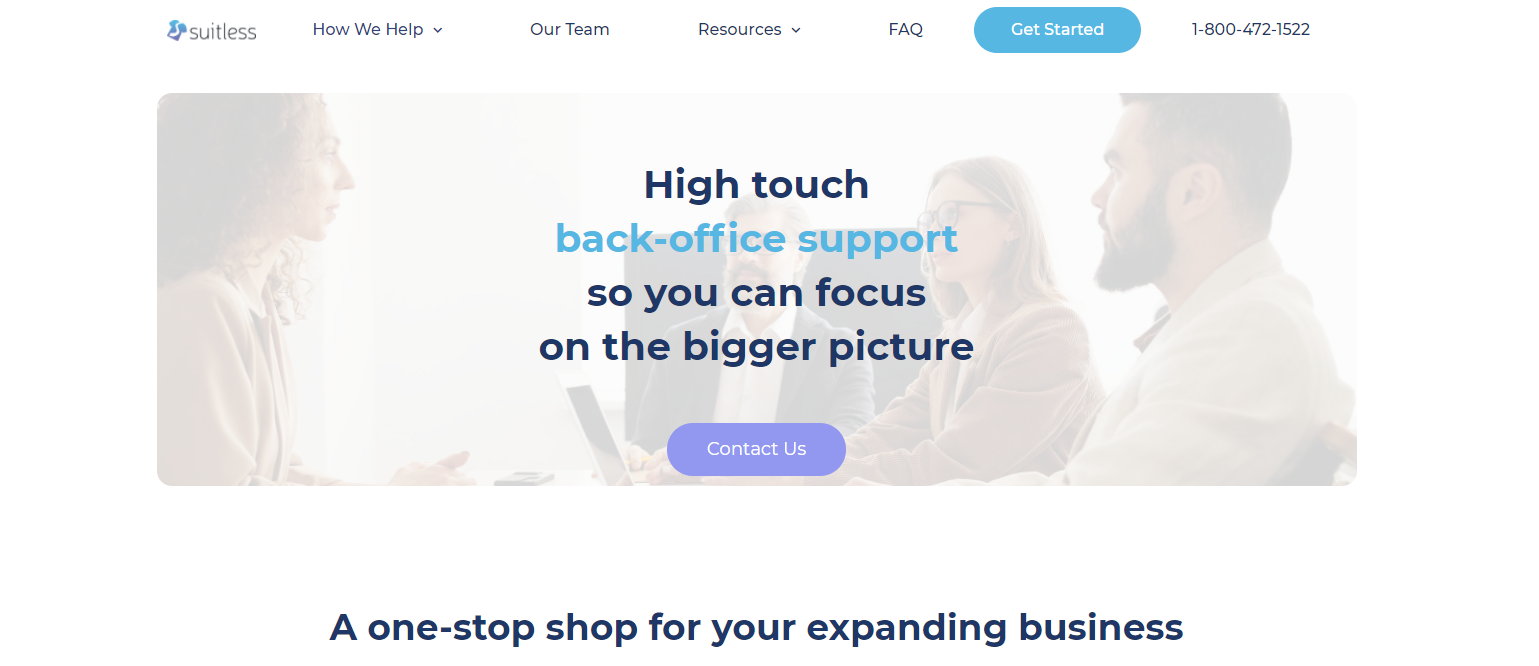 suitless
How We Help
Our Team
Resources
FAQ
Get Started
1-800-472-1522
High touch
back-office support
so you can focus
on the bigger picture
Contact Us
A one-stop shop for your expanding business